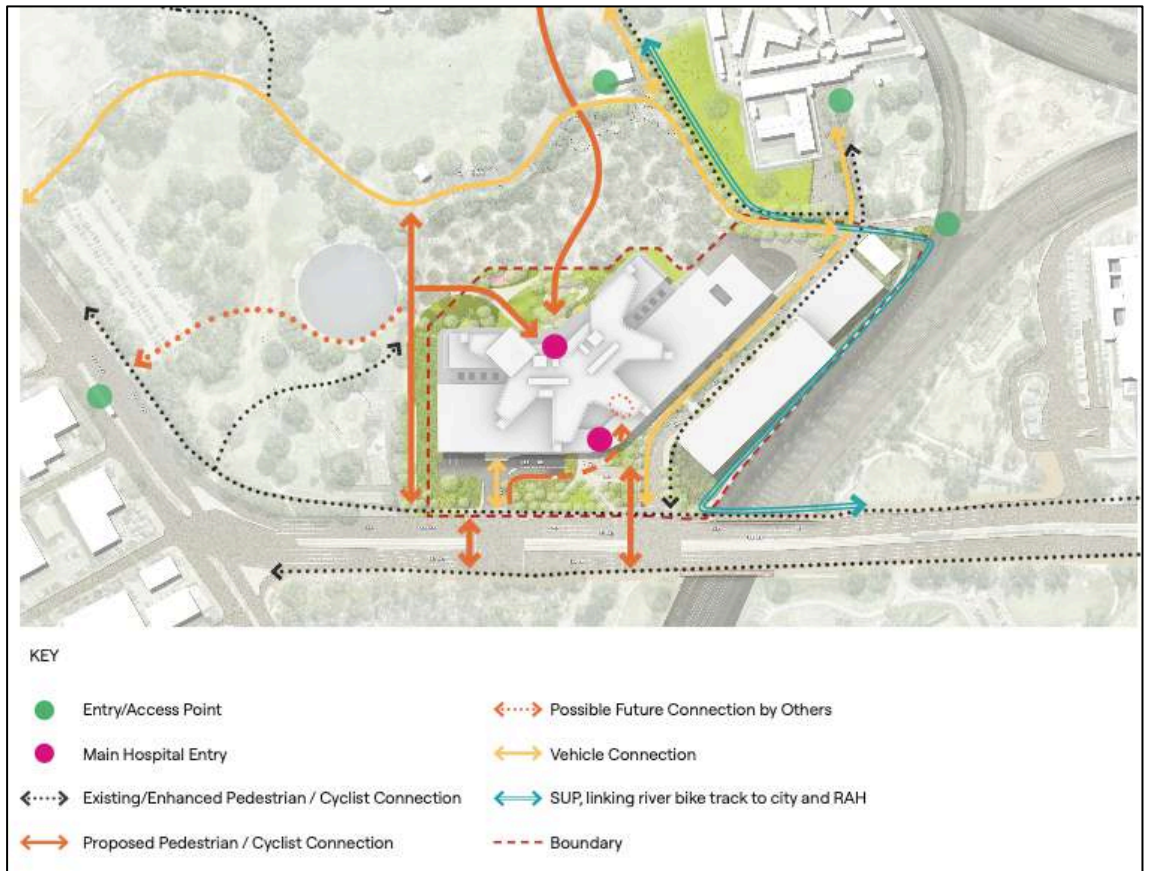 KEY
Entry/Access Point
Main Hospital Entry
Existing/Enhanced Pedestrian / Cyclist Connection
Proposed Pedestrian / Cyclist Connection
Possible Future Connection by Others
Vehicle Connection
SUP, linking river bike track to city and RAH
Boundary